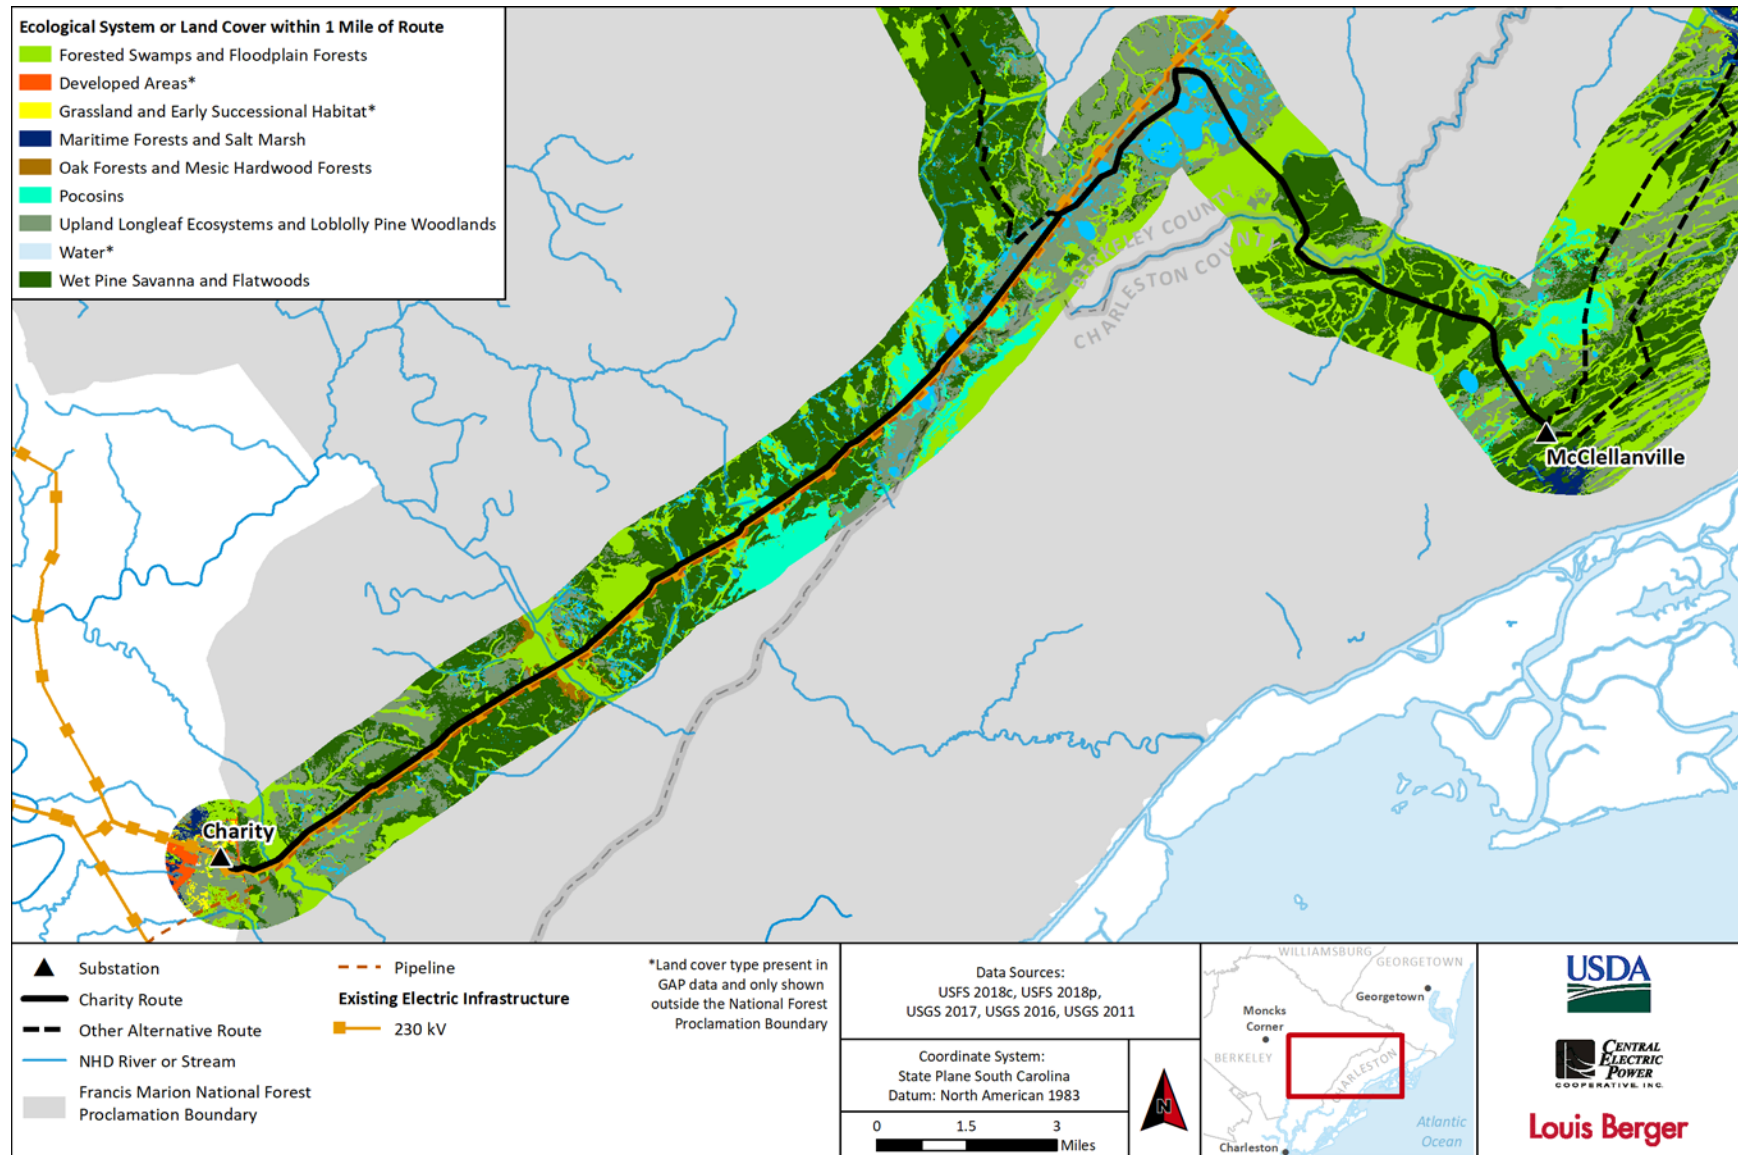 Ecological System or Land Cover within 1 Mile of Route
Forested Swamps and Floodplain Forests
Developed Areas*
Grassland and Early Successional Habitat*
Maritime Forests and Salt Marsh
Oak Forests and Mesic Hardwood Forests
Pocosins
Upland Longleaf Ecosystems and Loblolly Pine Woodlands
Water*
Wet Pine Savanna and Flatwoods
BERKELEY COUNTY
CHARLESTON COUNTY
McClellanville
Charity
Substation
Charity Route
Other Alternative Route
NHD River or Stream
Francis Marion National Forest
Proclamation Boundary
Pipeline
Existing Electric Infrastructure
230 kV
*Land cover type present in
GAP data and only shown
outside the National Forest
Proclamation Boundary
Data Sources:
USFS 2018c, USFS 2018p,
USGS 2017, USGS 2016, USGS 2011
Coordinate System:
State Plane South Carolina
Datum: North American 1983
0 1.5 3
Miles
N
WILLIAMSBURG
GEORGETOWN
Georgetown
Moncks
Corner
BERKELEY
CHARLESTON
Atlantic
Ocean
Charleston
USDA
CENTRAL
ELECTRIC
POWER
COOPERATIVE, INC.
Louis Berger